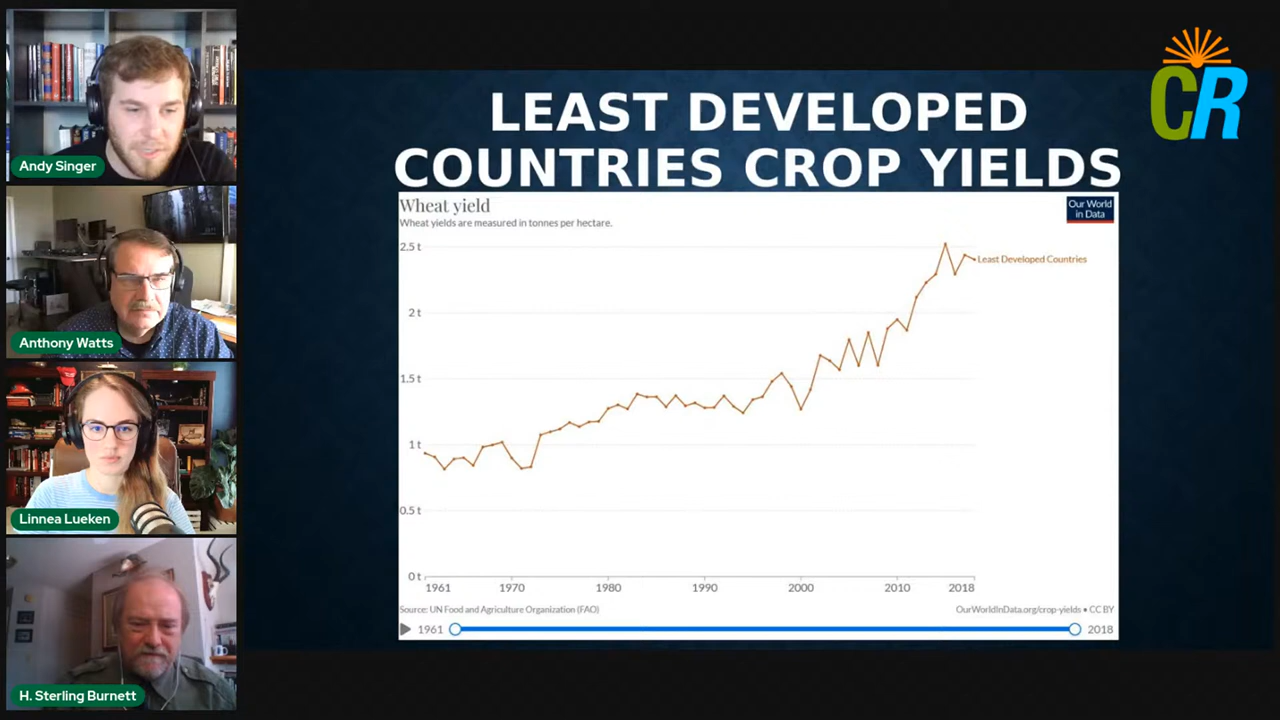 Andy Singer
Anthony Watts
Linnea Lueken
H. Sterling Burnett
CR
LEAST DEVELOPED
COUNTRIES CROP YIELDS
Wheat yield
Wheat yields are measured in tonnes per hectare.
Our World
in Data
2.5 t
2 t
1.5 t
1 t
0.5 t
0 t
Least Developed Countries
1961 1970 1980 1990 2000 2010 2018
Source: UN Food and Agriculture Organization (FAO)
OurWorldInData.org/crop-yields • CC BY
1961 2018